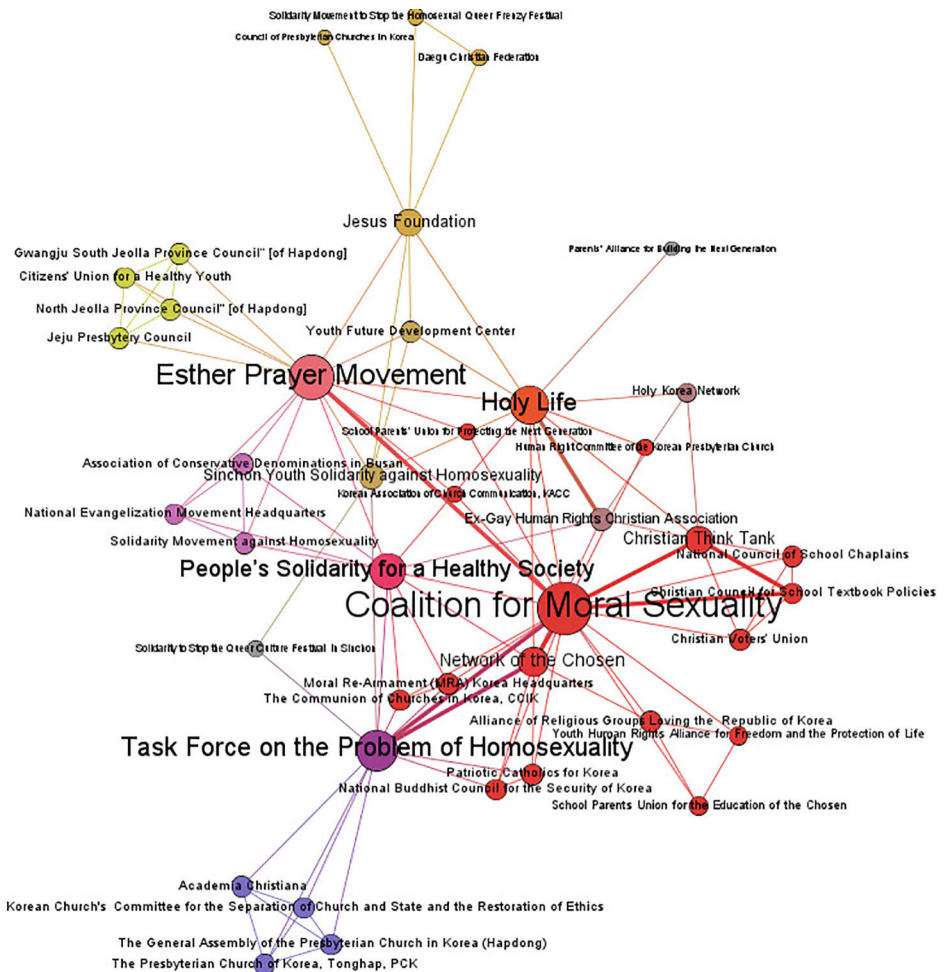 Solidarity Movement to Stop the Homosexual Queer Frenzy Festival
Council of Presbyterian Churches in Korea
Daegu Christian Federation
Jesus Foundation
Gwangju South Jeolla Province Council" [of Hapdong]
Parents' Alliance for Building the Next Generation
Citizens' Union for a Healthy Youth
North Jeolla Province Council" [of Hapdong]
Jeju Presbytery Council
Youth Future Development Center
Esther Prayer Movement
Holy Life
Holy Korea Network
School Parents' Union for Protecting the Next Generation
Human Right Committee of the Korean Presbyterian Church
Association of Conservative Denominations in Busan
Sinchon Youth Solidarity against Homosexuality
Korean Association of Church Communication, KACC
National Evangelization Movement Headquarters
Ex-Gay Human Rights Christian Association
Christian Think Tank
Solidarity Movement against Homosexuality
National Council of School Chaplains
People's Solidarity for a Healthy Society
Christian Council for School Textbook Policies
Coalition for Moral Sexuality
Christian Voters' Union
Solidarity to Stop the Queer Culture Festival in Sinchon
Network of the Chosen
Moral Re-Armament (MRA) Korea Headquarters
The Communion of Churches in Korea, CCIK
Alliance of Religious Groups Loving the Republic of Korea
Youth Human Rights Alliance for Freedom and the Protection of Life
Task Force on the Problem of Homosexuality
Patriotic Catholics for Korea
National Buddhist Council for the Security of Korea
School Parents Union for the Education of the Chosen
Academia Christiana
Korean Church's Committee for the Separation of Church and State and the Restoration of Ethics
The General Assembly of the Presbyterian Church in Korea (Hapdong)
The Presbyterian Church of Korea, Tonghap, PCK